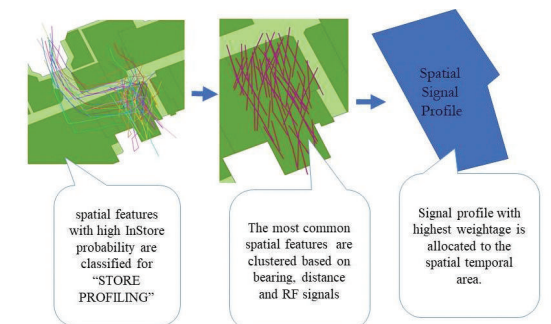 Spatial
Signal
Profile
spatial features
with high InStore
probability are
classified for
“STORE
PROFILING”
The most common
spatial features are
clustered based on
bearing, distance
and RF signals
Signal profile with
highest weightage is
allocated to the
spatial temporal
area.